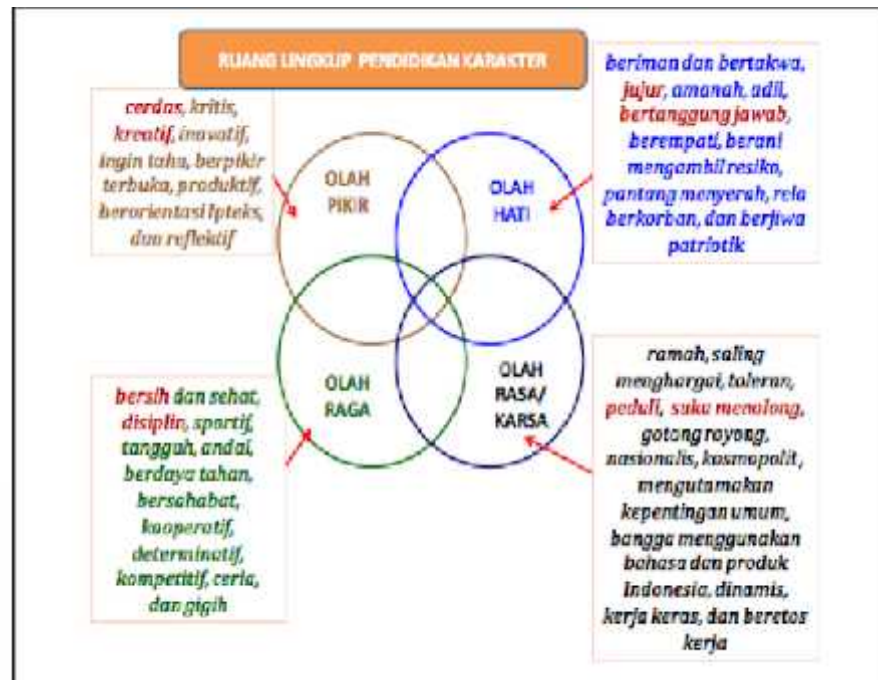 RUANG LINGKUP PENDIDIKAN KARAKTER
cerdas, kritis,
kreatif, inovatif,
ingin tahu, berpikir
terbuka, produktif,
berorientasi Ipteks,
dan reflektif
beriman dan bertakwa,
jujur, amanah, adil,
bertanggung jawab,
berempati, berani
mengambil resiko,
pantang menyerah, rela
berkorban, dan berjiwa
patriotik
OLAH
PIKIR
OLAH
HATI
OLAH
RAGA
OLAH
RASA/
KARSA
bersih dan sehat,
disiplin, sportif,
tangguh, andal,
berdaya tahan,
bersahabat,
kooperatif,
determinatif,
kompetitif, ceria,
dan gigih
ramah, saling
menghargai, toleran,
peduli, suka menolong,
gotong royong,
nasionalis, kosmopolit,
mengutamakan
kepentingan umum,
bangga menggunakan
bahasa dan produk
Indonesia, dinamis,
kerja keras, dan beretos
kerja